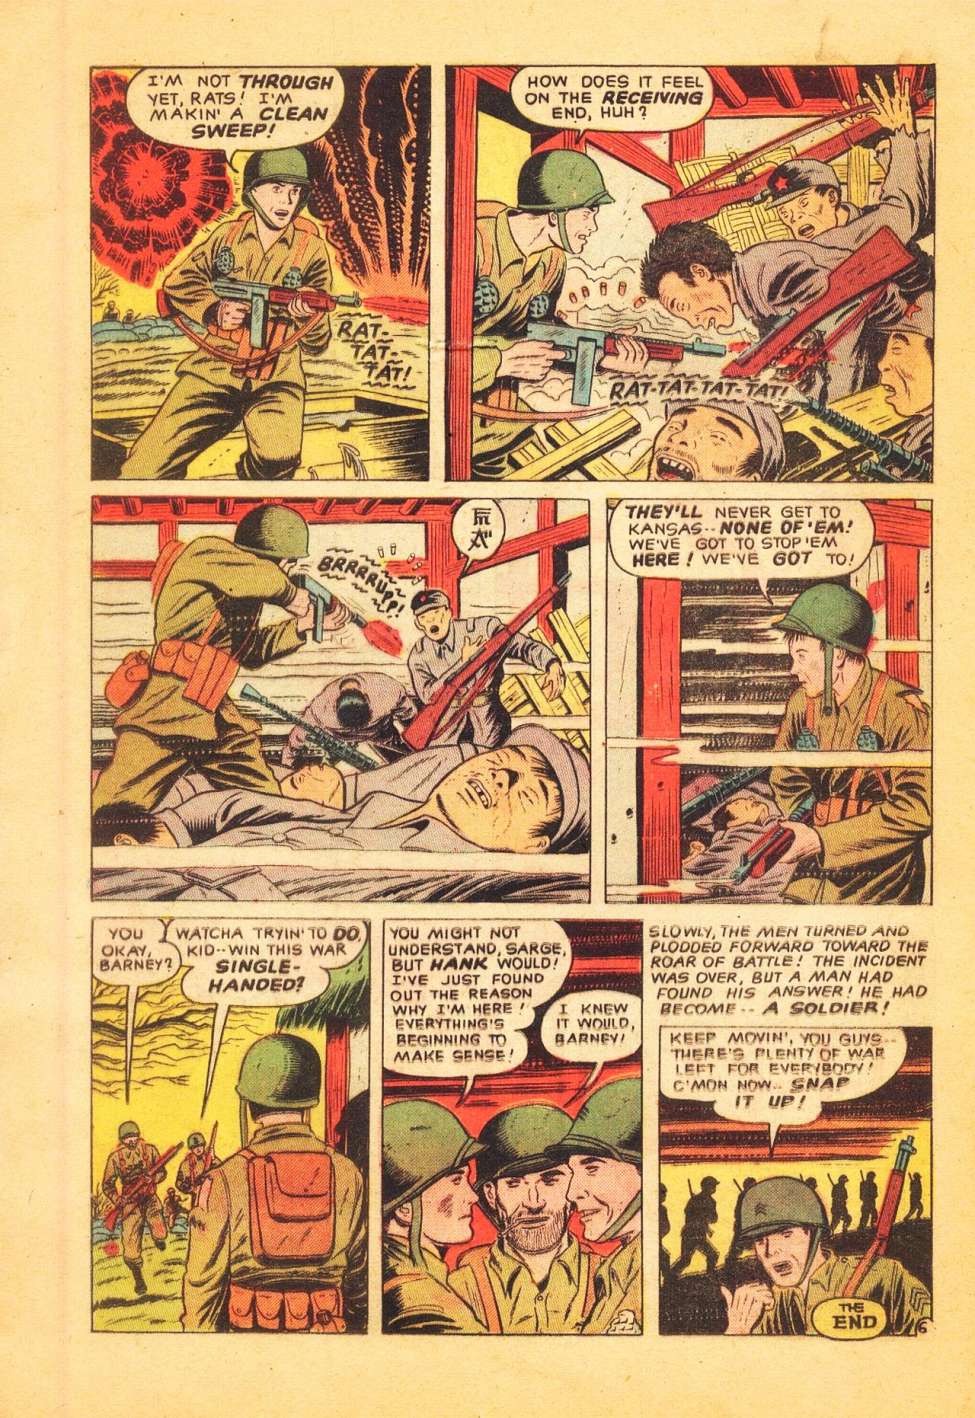 I'M NOT THROUGH
YET, RATS! I'M
MAKIN' A CLEAN
SWEEP!
RAT-
TAT-
TAT!
HOW DOES IT FEEL
ON THE RECEIVING
END, HUH?
RAT-TAT-TAT-TAT!
BRRRRUPP!
THEY'LL NEVER GET TO
KANSAS-- NONE OF 'EM!
WE'VE GOT TO STOP 'EM
HERE! WE'VE GOT TO!
YOU
OKAY,
BARNEY?
WATCHA TRYIN' TO DO,
KID--WIN THIS WAR
SINGLE-
HANDED?
YOU MIGHT NOT
UNDERSTAND, SARGE,
BUT HANK WOULD!
I'VE JUST FOUND
OUT THE REASON
WHY I'M HERE!
EVERYTHING'S
BEGINNING TO
MAKE SENSE!
I KNEW
IT WOULD,
BARNEY!
SLOWLY, THE MEN TURNED AND
PLODDED FORWARD TOWARD THE
ROAR OF BATTLE! THE INCIDENT
WAS OVER, BUT A MAN HAD
FOUND HIS ANSWER! HE HAD
BECOME-- A SOLDIER!
KEEP MOVIN', YOU GUYS--
THERE'S PLENTY OF WAR
LEFT FOR EVERYBODY!
C'MON NOW-- SNAP
IT UP!
THE
END
6